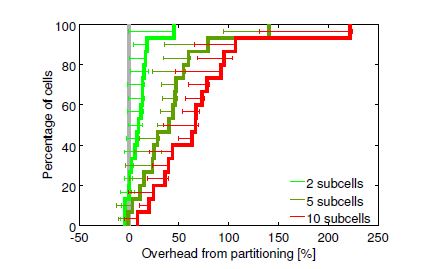 100
80
60
40
20
0
Percentage of cells
2 subcells
5 subcells
10 subcells
-50 0 50 100 150 200 250
Overhead from partitioning [%]